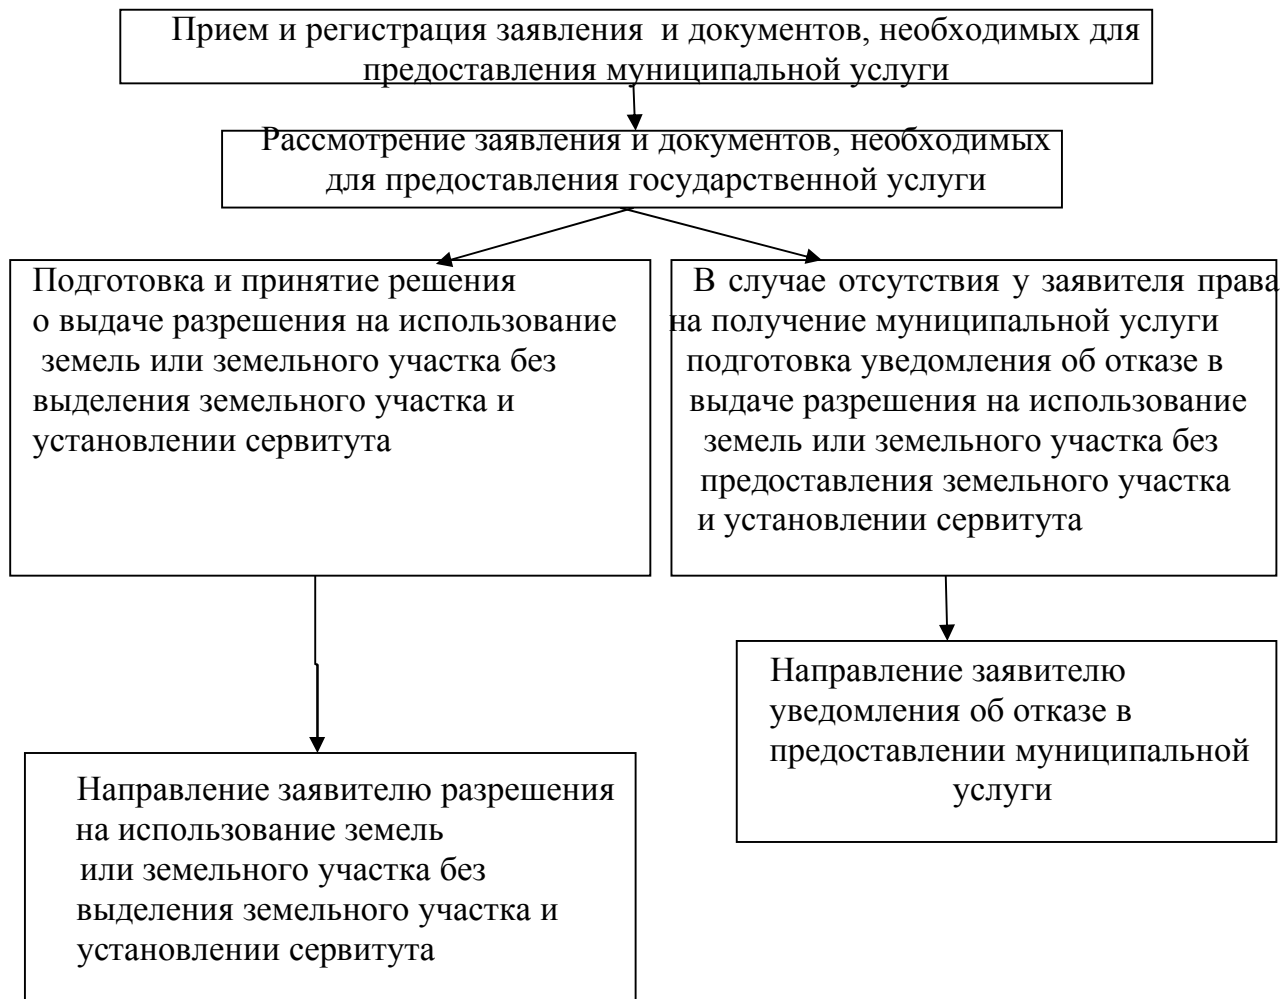 Прием и регистрация заявления и документов, необходимых для
предоставления муниципальной услуги
Рассмотрение заявления и документов, необходимых
для предоставления государственной услуги
Подготовка и принятие решения
о выдаче разрешения на использование
земель или земельного участка без
выделения земельного участка и
установлении сервитута
В случае отсутствия у заявителя права
на получение муниципальной услуги
подготовка уведомления об отказе в
выдаче разрешения на использование
земель или земельного участка без
предоставления земельного участка
и установлении сервитута
Направление заявителю
уведомления об отказе в
предоставлении муниципальной
услуги
Направление заявителю разрешения
на использование земель
или земельного участка без
выделения земельного участка и
установлении сервитута